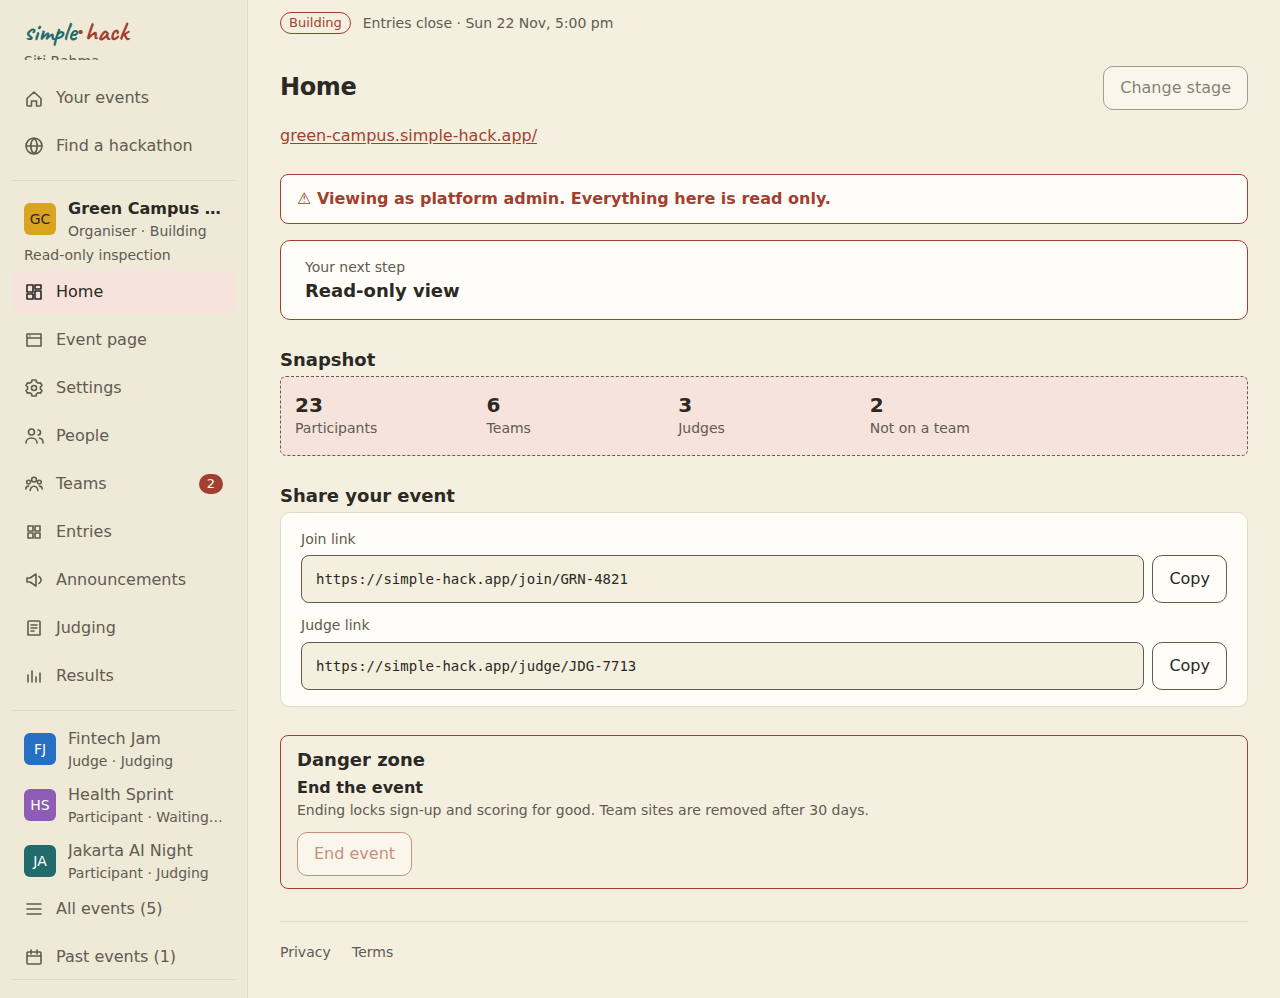 simple·hack
Siti Rahma
Your events
Find a hackathon
GC
Green Campus …
Organiser · Building
Read-only inspection
Home
Event page
Settings
People
Teams
2
Entries
Announcements
Judging
Results
FJ
Fintech Jam
Judge · Judging
HS
Health Sprint
Participant · Waiting…
JA
Jakarta AI Night
Participant · Judging
All events (5)
Past events (1)
Building
Entries close · Sun 22 Nov, 5:00 pm
Home
Change stage
green-campus.simple-hack.app/
⚠ Viewing as platform admin. Everything here is read only.
Your next step
Read-only view
Snapshot
23
Participants
6
Teams
3
Judges
2
Not on a team
Share your event
Join link
https://simple-hack.app/join/GRN-4821
Copy
Judge link
https://simple-hack.app/judge/JDG-7713
Copy
Danger zone
End the event
Ending locks sign-up and scoring for good. Team sites are removed after 30 days.
End event
Privacy
Terms